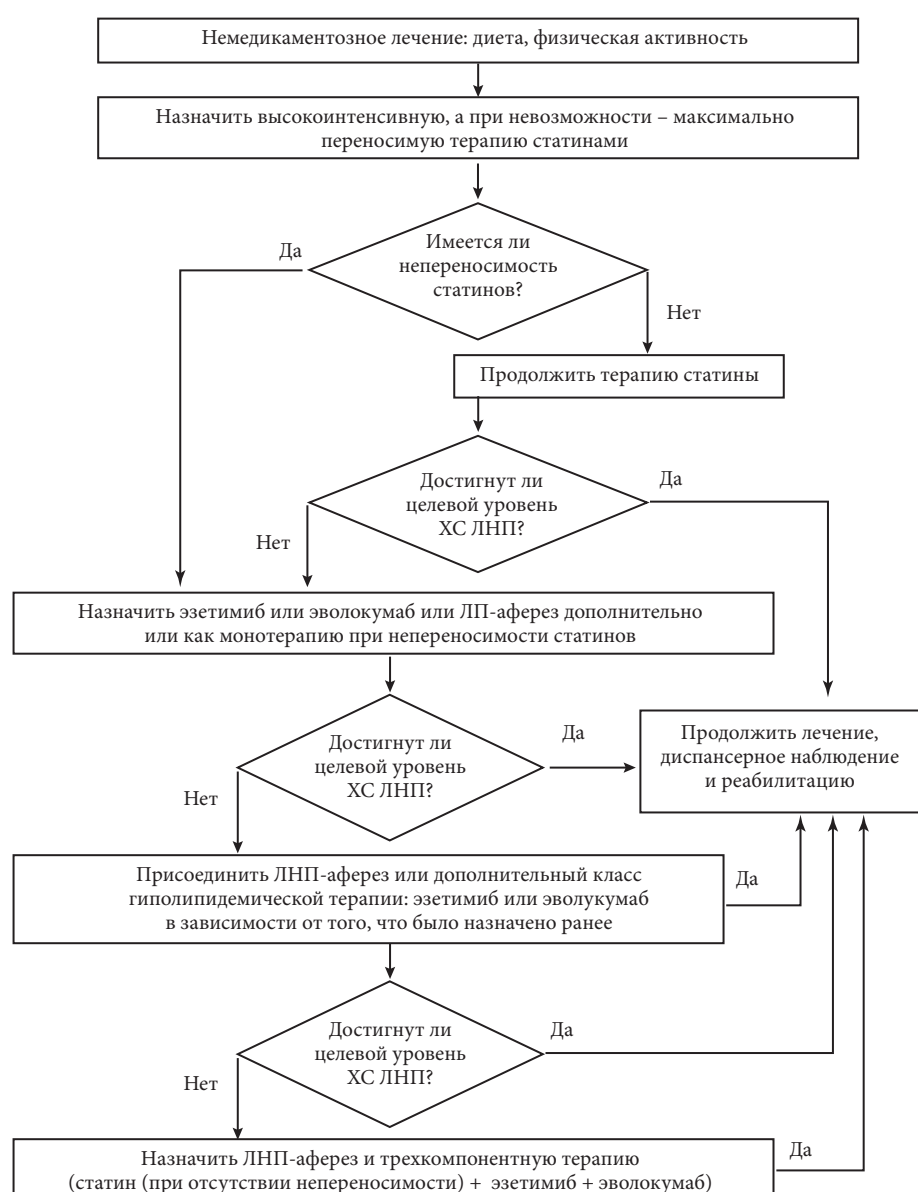 Немедикаментозное лечение: диета, физическая активность
Назначить высокоинтенсивную, а при невозможности – максимально
переносимую терапию статинами
Имеется ли
непереносимость
статинов?
Да
Нет
Продолжить терапию статины
Достигнут ли
целевой уровень
ХС ЛНП?
Да
Нет
Назначить эзетимиб или эволокумаб или ЛП-аферез дополнительно
или как монотерапию при непереносимости статинов
Достигнут ли
целевой уровень
ХС ЛНП?
Да
Нет
Продолжить лечение,
диспансерное наблюдение
и реабилитацию
Присоединить ЛНП-аферез или дополнительный класс
гиполипидемической терапии: эзетимиб или эволукумаб
в зависимости от того, что было назначено ранее
Да
Достигнут ли
целевой уровень
ХС ЛНП?
Да
Нет
Назначить ЛНП-аферез и трехкомпонентную терапию
(статин (при отсутствии непереносимости) + эзетимиб + эволокумаб)
Да